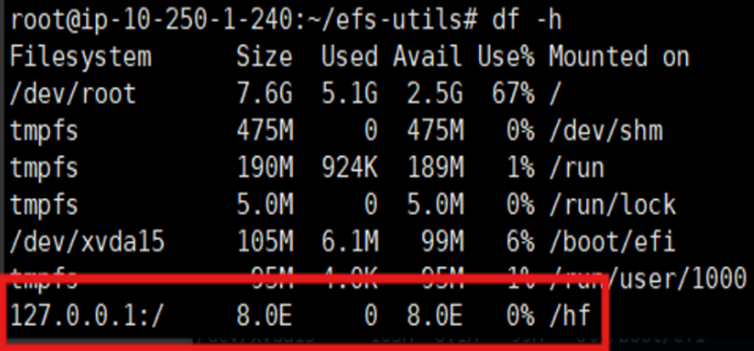 root@ip-10-250-1-240:~/efs-utils# df -h
Filesystem Size Used Avail Use% Mounted on
/dev/root 7.6G 5.1G 2.5G 67% /
tmpfs 475M 0 475M 0% /dev/shm
tmpfs 190M 924K 189M 1% /run
tmpfs 5.0M 0 5.0M 0% /run/lock
/dev/xvda15 105M 6.1M 99M 6% /boot/efi
tmpfs 95M 4.0K 95M 1% /run/user/1000
127.0.0.1:/ 8.0E 0 8.0E 0% /hf